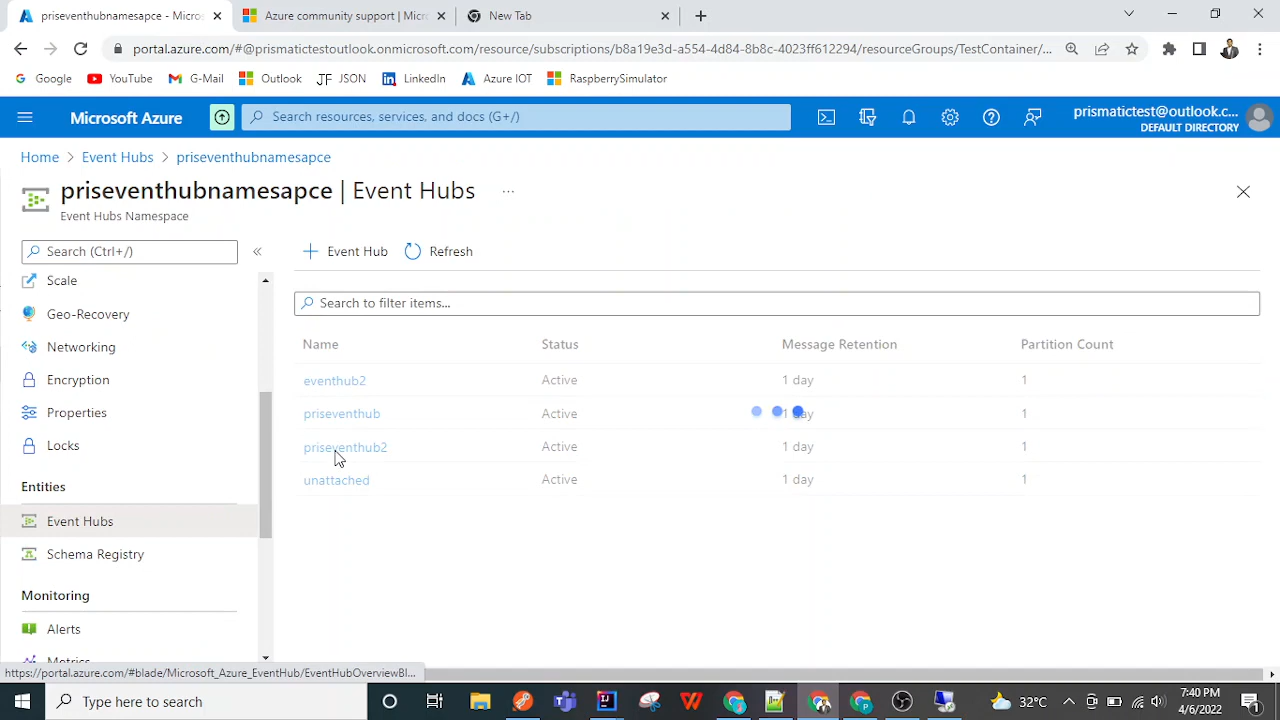 priseventhubnamesapce - Micros
Azure community support | Micr
New Tab
portal.azure.com/#@prismatictestoutlook.onmicrosoft.com/resource/subscriptions/b8a19e3d-a554-4d84-8b8c-4023ff612294/resourceGroups/TestContainer/...
Google
YouTube
G-Mail
Outlook
JSON
LinkedIn
Azure IOT
RaspberrySimulator
Microsoft Azure
Search resources, services, and docs (G+/)
prismatictest@outlook.c...
DEFAULT DIRECTORY
Home > Event Hubs > priseventhubnamesapce
priseventhubnamesapce | Event Hubs ...
Event Hubs Namespace
Search (Ctrl+/)
«
+ Event Hub
Refresh
Scale
Geo-Recovery
Networking
Encryption
Properties
Locks
Entities
Event Hubs
Schema Registry
Monitoring
Alerts
Metrics
Search to filter items...
Name Status Message Retention Partition Count
eventhub2 Active 1 day 1
priseventhub Active 1 day 1
priseventhub2 Active 1 day 1
unattached Active 1 day 1
https://portal.azure.com/#blade/Microsoft_Azure_EventHub/EventHubOverviewBl...
Type here to search
32°C
7:40 PM
4/6/2022
1